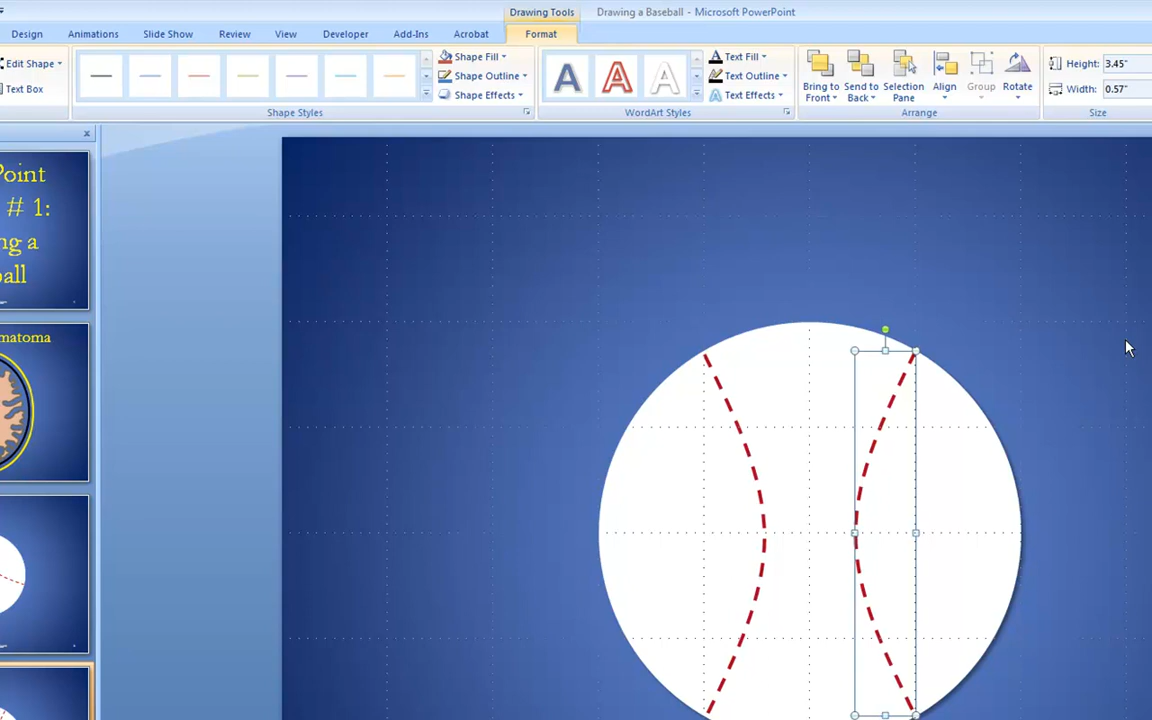 Drawing Tools
Drawing a Baseball - Microsoft PowerPoint
Design Animations Slide Show Review View Developer Add-Ins Acrobat Format
Edit Shape
Text Box
Shape Fill
Shape Outline
Shape Effects
Shape Styles
A A A
Text Fill
Text Outline
Text Effects
WordArt Styles
Bring to Front
Send to Back
Selection Pane
Align
Group
Rotate
Arrange
Height: 3.45"
Width: 0.57"
Size
Point
# 1:
ng a
ball
matoma